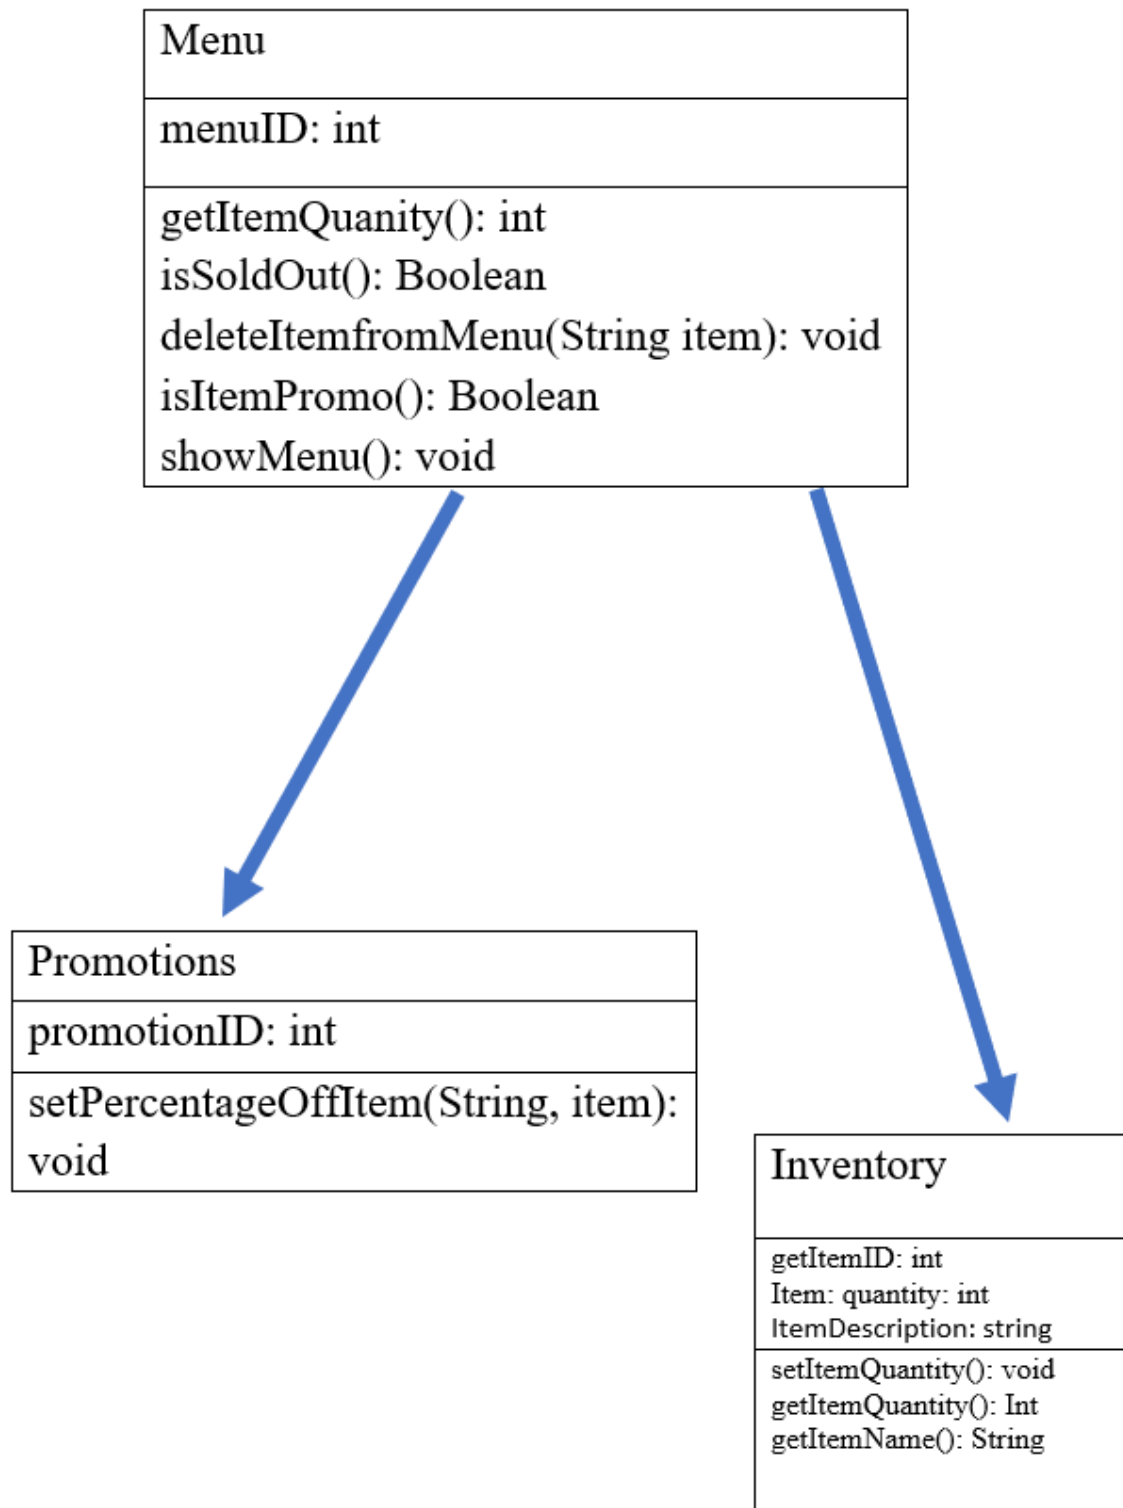 Menu
menuID: int
getItemQuanity(): int
isSoldOut(): Boolean
deleteItemfromMenu(String item): void
isItemPromo(): Boolean
showMenu(): void
Promotions
promotionID: int
setPercentageOffItem(String, item):
void
Inventory
getItemID: int
Item: quantity: int
ItemDescription: string
setItemQuantity(): void
getItemQuantity(): Int
getItemName(): String